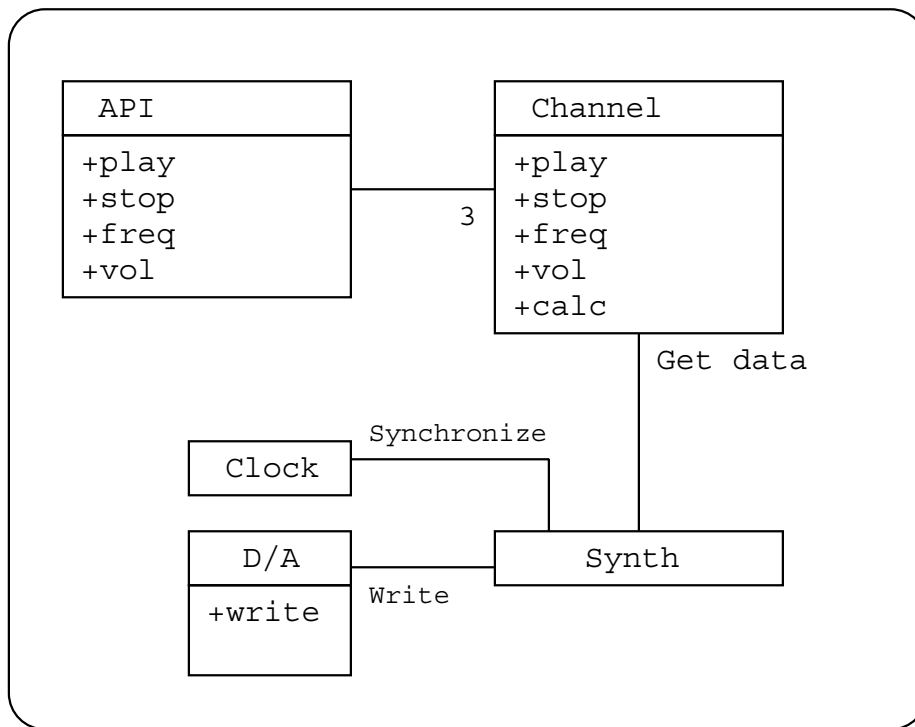 API
+play
+stop
+freq
+vol
3
Channel
+play
+stop
+freq
+vol
+calc
Get data
Synchronize
Clock
D/A
+write
Write
Synth